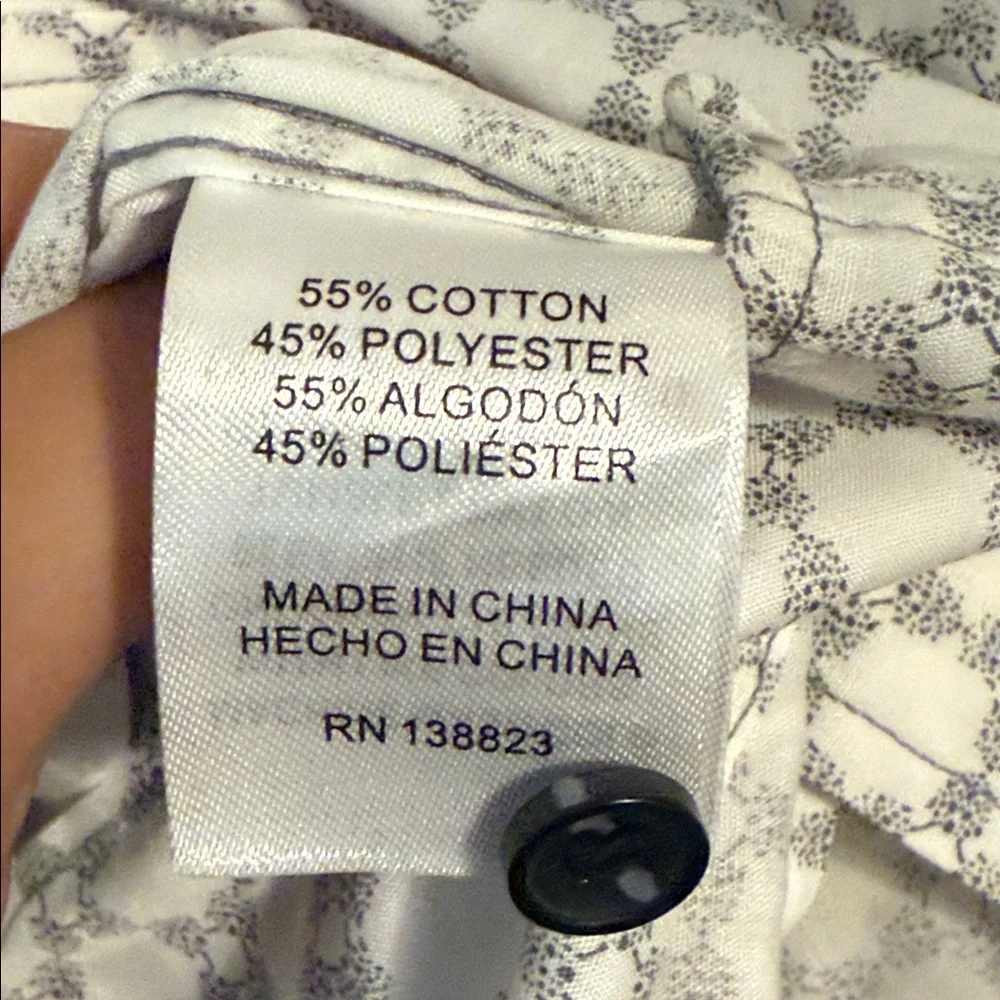 55% COTTON
45% POLYESTER
55% ALGODÓN
45% POLIÉSTER
MADE IN CHINA
HECHO EN CHINA
RN 138823